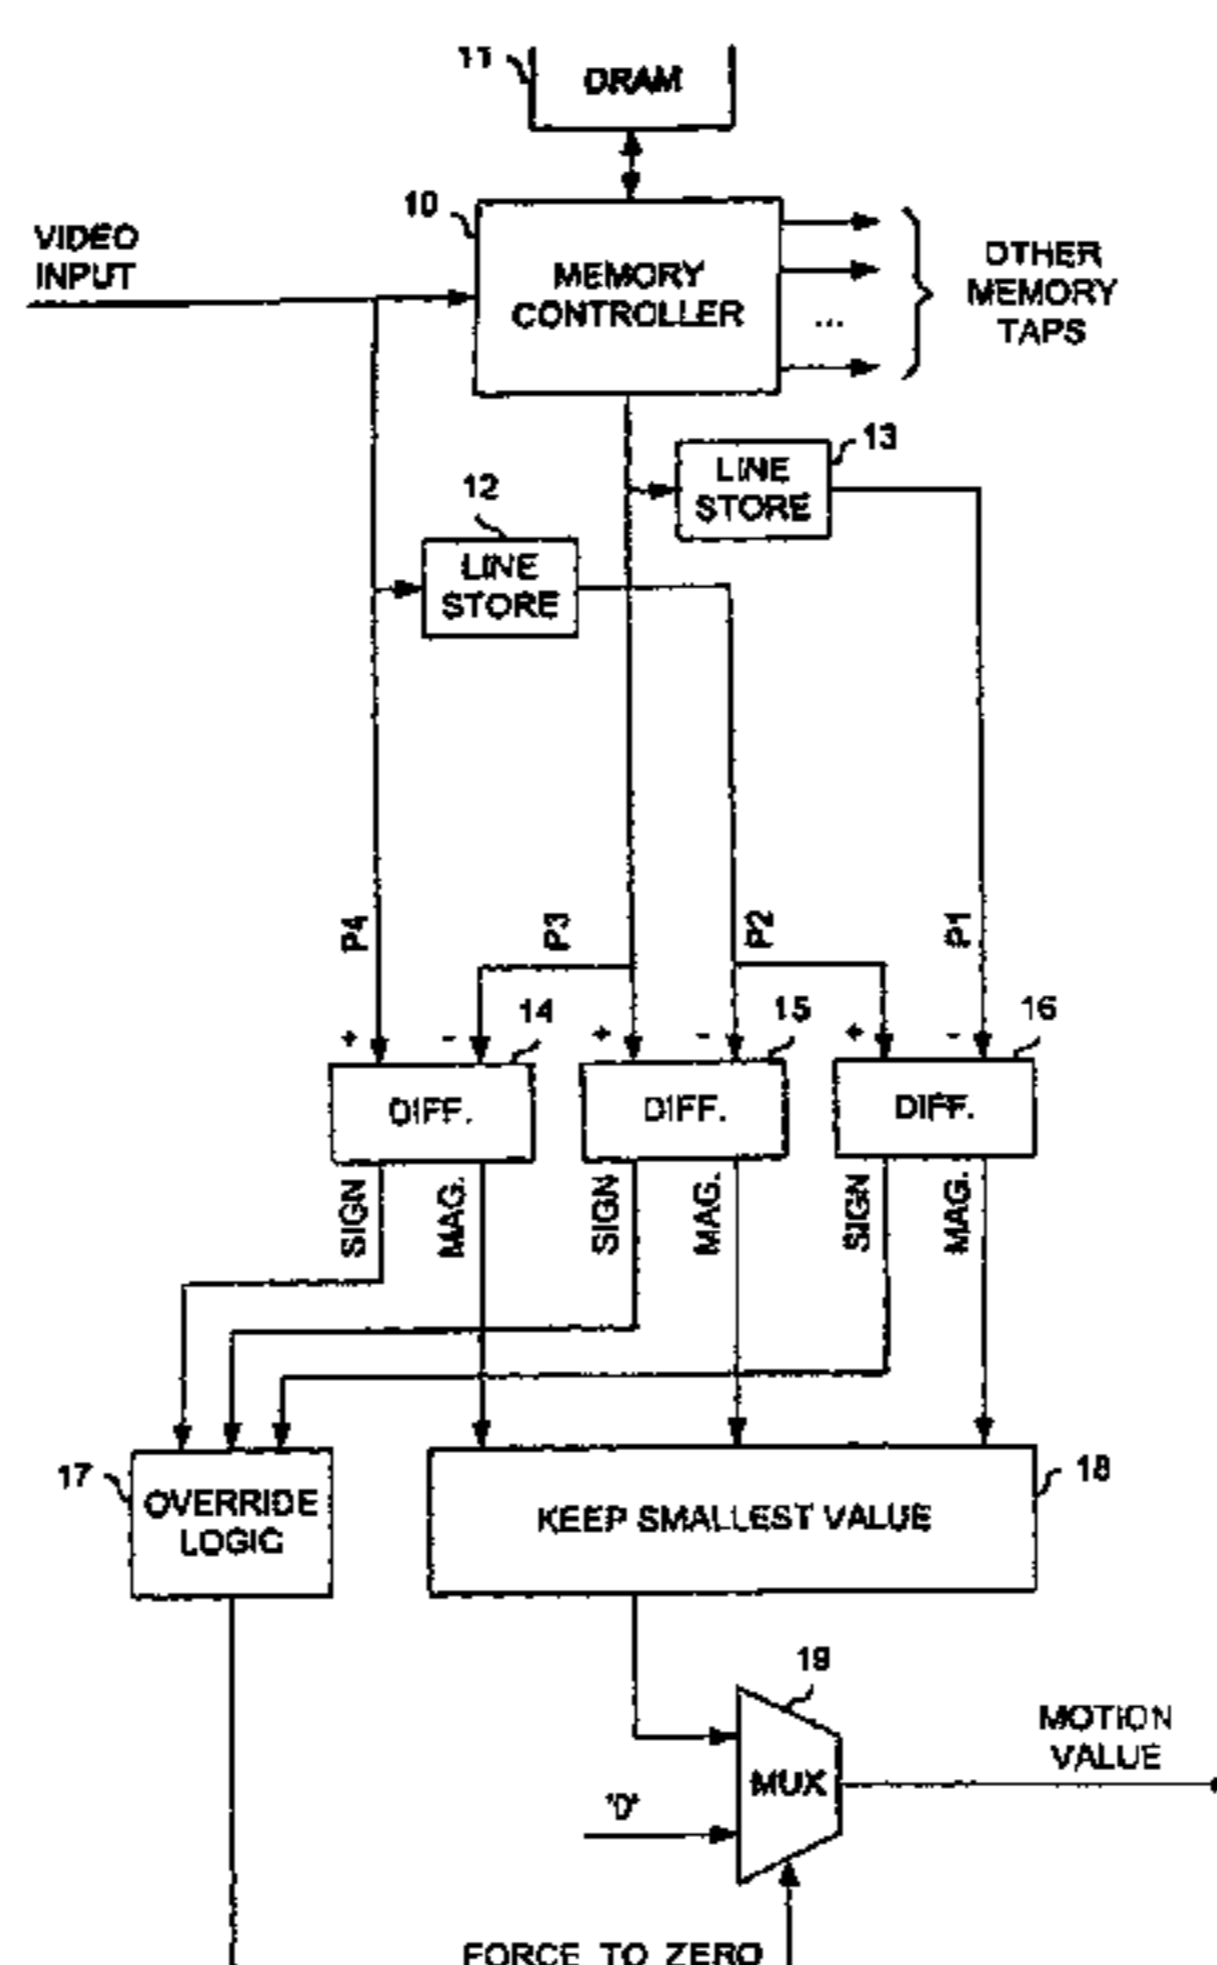 11
DRAM
10
VIDEO
INPUT
MEMORY
CONTROLLER
...
OTHER
MEMORY
TAPS
13
LINE
STORE
12
LINE
STORE
P4
P3
P2
P1
+
-
14
+
-
15
+
-
16
DIFF.
DIFF.
DIFF.
SIGN
MAG.
SIGN
MAG.
SIGN
MAG.
17
OVERRIDE
LOGIC
KEEP SMALLEST VALUE
18
19
MUX
MOTION
VALUE
'0'
FORCE TO ZERO